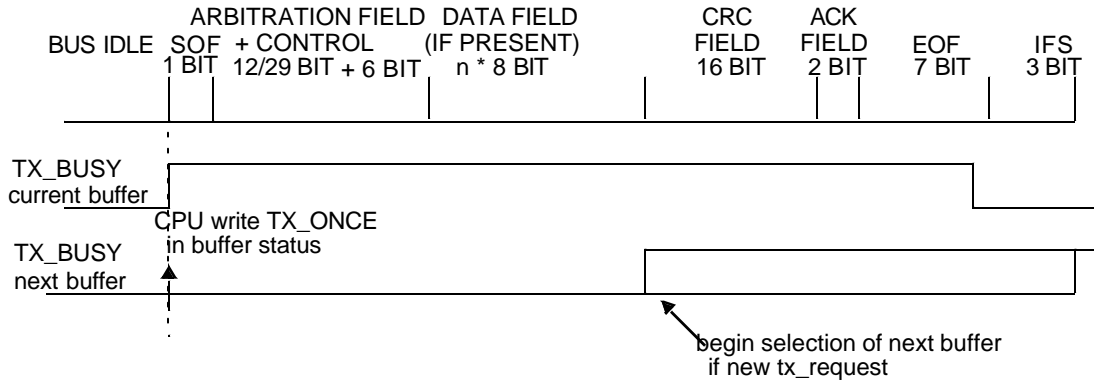 ARBITRATION FIELD DATA FIELD CRC ACK
BUS IDLE SOF + CONTROL (IF PRESENT) FIELD FIELD EOF IFS
1 BIT 12/29 BIT + 6 BIT n * 8 BIT 16 BIT 2 BIT 7 BIT 3 BIT
TX_BUSY
current buffer
CPU write TX_ONCE
in buffer status
TX_BUSY
next buffer
begin selection of next buffer
if new tx_request